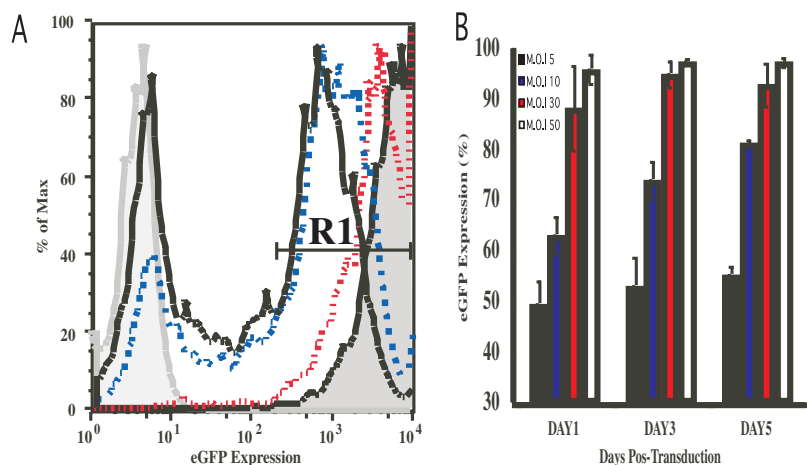 A
100
80
60
40
20
0
% of Max
R1
10^0
10^1
10^2
10^3
10^4
eGFP Expression
B
100
90
80
70
60
50
40
30
eGFP Expression (%)
M.O.I 5
M.O.I 10
M.O.I 30
M.O.I 50
DAY1
DAY3
DAY5
Days Pos-Transduction